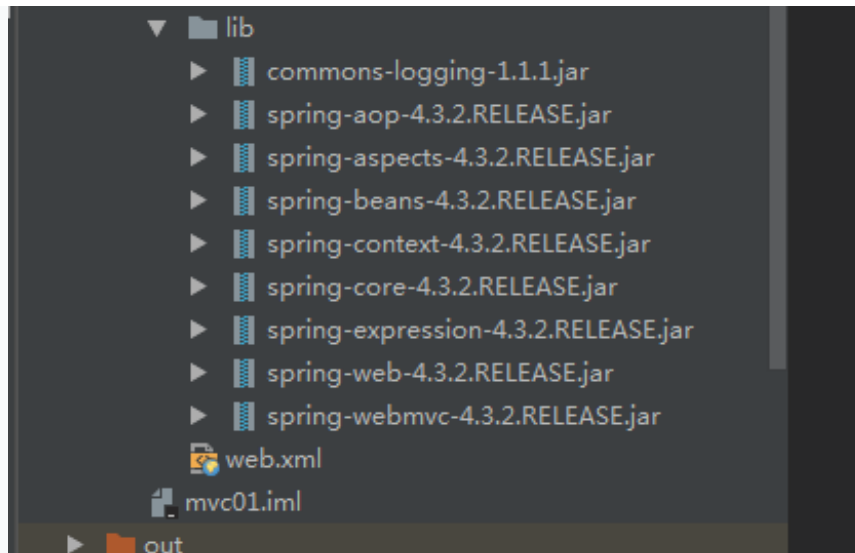 lib
commons-logging-1.1.1.jar
spring-aop-4.3.2.RELEASE.jar
spring-aspects-4.3.2.RELEASE.jar
spring-beans-4.3.2.RELEASE.jar
spring-context-4.3.2.RELEASE.jar
spring-core-4.3.2.RELEASE.jar
spring-expression-4.3.2.RELEASE.jar
spring-web-4.3.2.RELEASE.jar
spring-webmvc-4.3.2.RELEASE.jar
web.xml
mvc01.iml
out